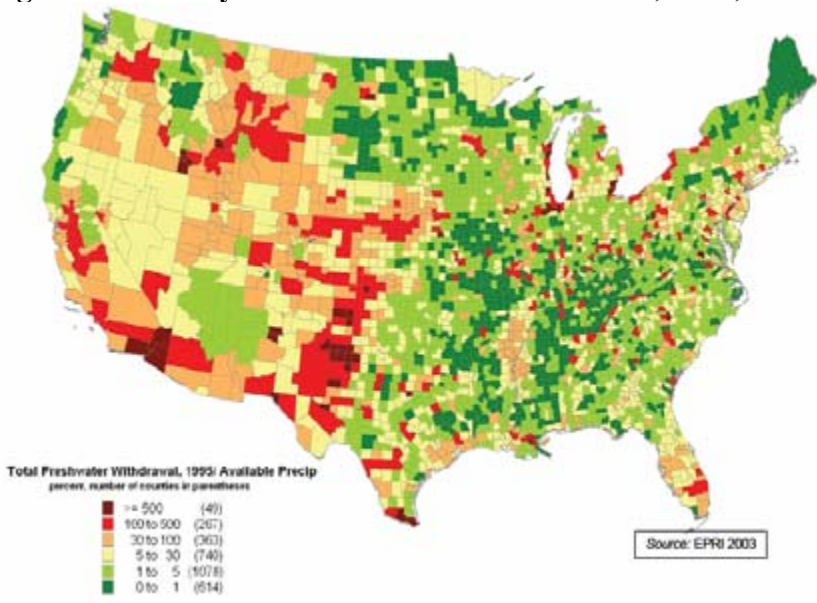 Total Freshwater Withdrawal, 1995/ Available Precip
percent, number of counties in parentheses
>= 500 (49)
100 to 500 (267)
30 to 100 (363)
5 to 30 (740)
1 to 5 (1078)
0 to 1 (614)
Source: EPRI 2003